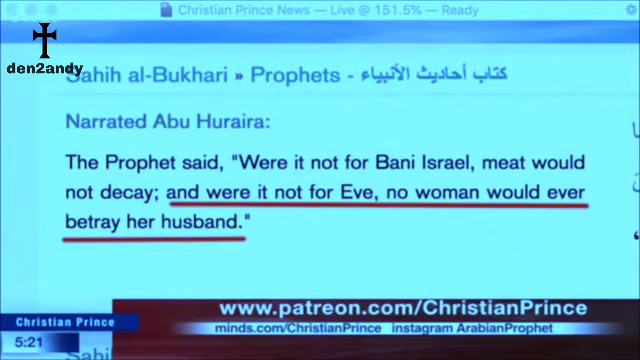 Christian Prince News — Live @ 151.5% — Ready
den2andy
Sahih al-Bukhari » Prophets - كتاب أحاديث الأنبياء
Narrated Abu Huraira:
The Prophet said, "Were it not for Bani Israel, meat would
not decay; and were it not for Eve, no woman would ever
betray her husband."
www.patreon.com/ChristianPrince
Christian Prince
minds.com/ChristianPrince instagram ArabianProphet
5:21
Sahi